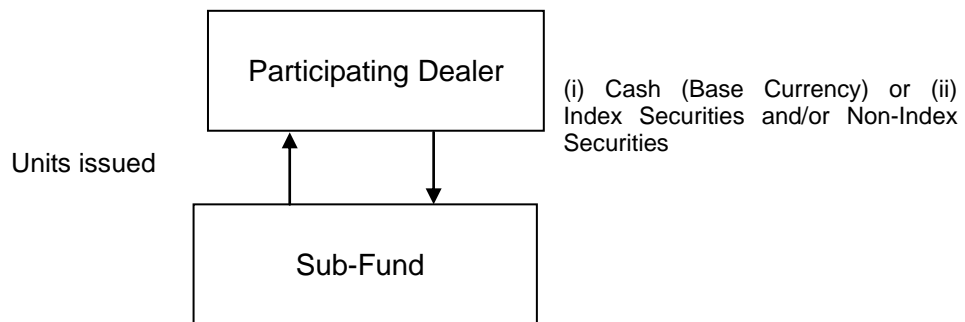 Participating Dealer
(i) Cash (Base Currency) or (ii)
Index Securities and/or Non-Index
Securities
Units issued
Sub-Fund